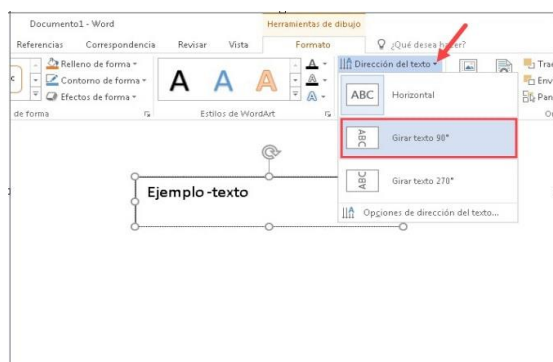 Documento1 - Word
Herramientas de dibujo
Referencias Correspondencia Revisar Vista Formato ¿Qué desea hacer?
Relleno de forma
Contorno de forma
Efectos de forma
A A A A A A
de forma
Estilos de WordArt
Dirección del texto
ABC Horizontal
ABC Girar texto 90°
ABC Girar texto 270°
Opciones de dirección del texto...
Ejemplo -texto